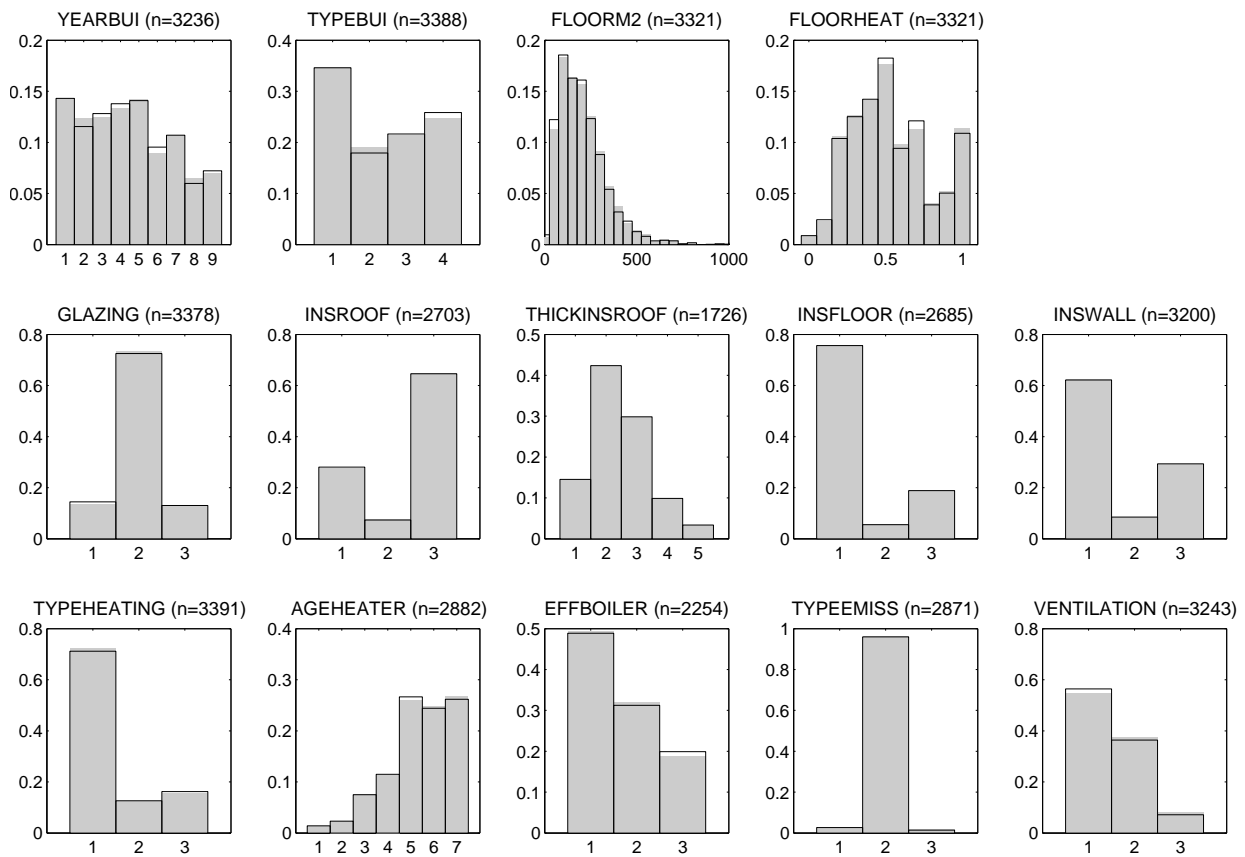 YEARBUI (n=3236) TYPEBUI (n=3388) FLOORM2 (n=3321) FLOORHEAT (n=3321)
0.2 0.4 0.2 0.2
0.15 0.3 0.15 0.15
0.1 0.2 0.1 0.1
0.05 0.1 0.05 0.05
0 0 0 0
1 2 3 4 5 6 7 8 9 1 2 3 4 0 500 1000 0 0.5 1
GLAZING (n=3378) INSROOF (n=2703) THICKINSROOF (n=1726) INSFLOOR (n=2685) INSWALL (n=3200)
0.8 0.8 0.5 0.8 0.8
0.4
0.6 0.6 0.6 0.6
0.3
0.4 0.4 0.4 0.4
0.2
0.2 0.2 0.2 0.2
0.1
0 0 0 0 0
1 2 3 1 2 3 1 2 3 4 5 1 2 3 1 2 3
TYPEHEATING (n=3391) AGEHEATER (n=2882) EFFBOILER (n=2254) TYPEEMISS (n=2871) VENTILATION (n=3243)
0.8 0.4 0.5 1 0.8
0.4 0.8
0.6 0.3 0.6
0.3 0.6
0.4 0.2 0.4
0.2 0.4
0.2 0.1 0.2
0.1 0.2
0 0 0 0 0
1 2 3 1 2 3 4 5 6 7 1 2 3 1 2 3 1 2 3